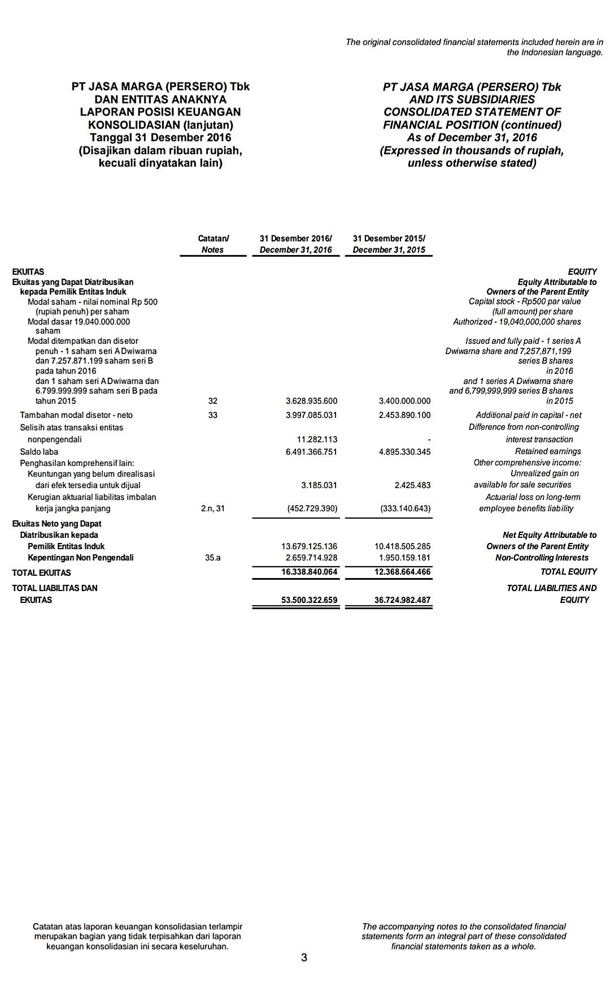 The original consolidated financial statements included herein are in
the Indonesian language.
PT JASA MARGA (PERSERO) Tbk
DAN ENTITAS ANAKNYA
LAPORAN POSISI KEUANGAN
KONSOLIDASIAN (lanjutan)
Tanggal 31 Desember 2016
(Disajikan dalam ribuan rupiah,
kecuali dinyatakan lain)
PT JASA MARGA (PERSERO) Tbk
AND ITS SUBSIDIARIES
CONSOLIDATED STATEMENT OF
FINANCIAL POSITION (continued)
As of December 31, 2016
(Expressed in thousands of rupiah,
unless otherwise stated)
Catatan/ 31 Desember 2016/ 31 Desember 2015/
Notes December 31, 2016 December 31, 2015
EKUITAS EQUITY
Ekuitas yang Dapat Diatribusikan Equity Attributable to
kepada Pemilik Entitas Induk Owners of the Parent Entity
Modal saham - nilai nominal Rp 500 Capital stock - Rp500 par value
(rupiah penuh) per saham (full amount) per share
Modal dasar 19.040.000.000 Authorized - 19,040,000,000 shares
saham
Modal ditempatkan dan disetor Issued and fully paid - 1 series A
penuh - 1 saham seri A Dwiwarna Dwiwarna share and 7,257,871,199
dan 7.257.871.199 saham seri B series B shares
pada tahun 2016 in 2016
dan 1 saham seri A Dwiwarna dan and 1 series A Dwiwarna share
6.799.999.999 saham seri B pada and 6,799,999,999 series B shares
tahun 2015 32 3.628.935.600 3.400.000.000 in 2015
Tambahan modal disetor - neto 33 3.997.085.031 2.453.890.100 Additional paid in capital - net
Selisih atas transaksi entitas Difference from non-controlling
nonpengendali 11.282.113 - interest transaction
Saldo laba 6.491.366.751 4.895.330.345 Retained earnings
Penghasilan komprehensif lain: Other comprehensive income:
Keuntungan yang belum direalisasi Unrealized gain on
dari efek tersedia untuk dijual 3.185.031 2.425.483 available for sale securities
Kerugian aktuarial liabilitas imbalan Actuarial loss on long-term
kerja jangka panjang 2.n, 31 (452.729.390) (333.140.643) employee benefits liability
Ekuitas Neto yang Dapat
Diatribusikan kepada Net Equity Attributable to
Pemilik Entitas Induk 13.679.125.136 10.418.505.285 Owners of the Parent Entity
Kepentingan Non Pengendali 35.a 2.659.714.928 1.950.159.181 Non-Controlling Interests
TOTAL EKUITAS 16.338.840.064 12.368.664.466 TOTAL EQUITY
TOTAL LIABILITAS DAN TOTAL LIABILITIES AND
EKUITAS 53.500.322.659 36.724.982.487 EQUITY
Catatan atas laporan keuangan konsolidasian terlampir
merupakan bagian yang tidak terpisahkan dari laporan
keuangan konsolidasian ini secara keseluruhan.
The accompanying notes to the consolidated financial
statements form an integral part of these consolidated
financial statements taken as a whole.
3